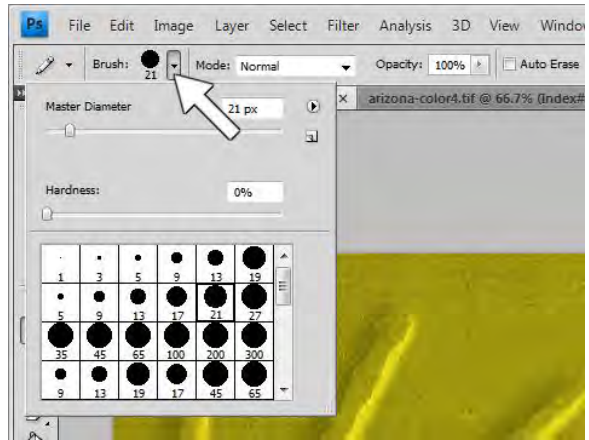 Ps File Edit Image Layer Select Filter Analysis 3D View Windo
Brush: 21 Mode: Normal Opacity: 100% Auto Erase
Master Diameter 21 px × arizona-color4.tif @ 66.7% (Index#
Hardness: 0%
1 3 5 9 13 19
5 9 13 17 21 27
35 45 65 100 200 300
9 13 19 17 45 65